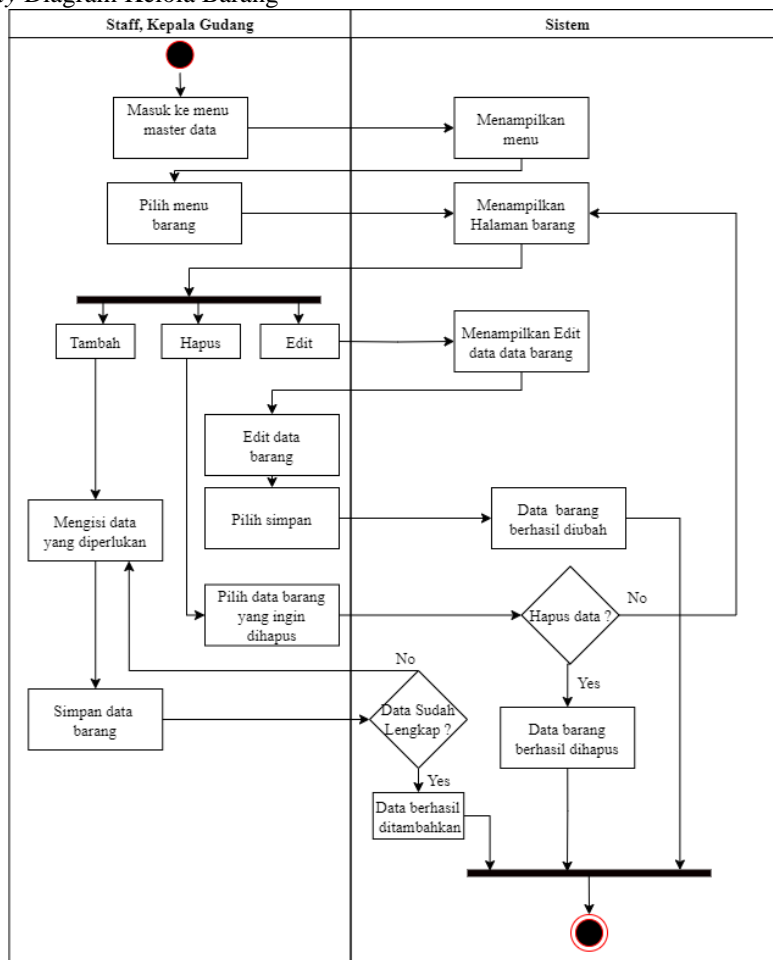 y Diagram Kelola Barang
Staff, Kepala Gudang
Sistem
Masuk ke menu
master data
Menampilkan
menu
Pilih menu
barang
Menampilkan
Halaman barang
Tambah
Hapus
Edit
Menampilkan Edit
data data barang
Edit data
barang
Pilih simpan
Data barang
berhasil diubah
Mengisi data
yang diperlukan
Pilih data barang
yang ingin
dihapus
Hapus data ?
No
Yes
Simpan data
barang
No
Data Sudah
Lengkap ?
Yes
Data barang
berhasil dihapus
Data berhasil
ditambahkan